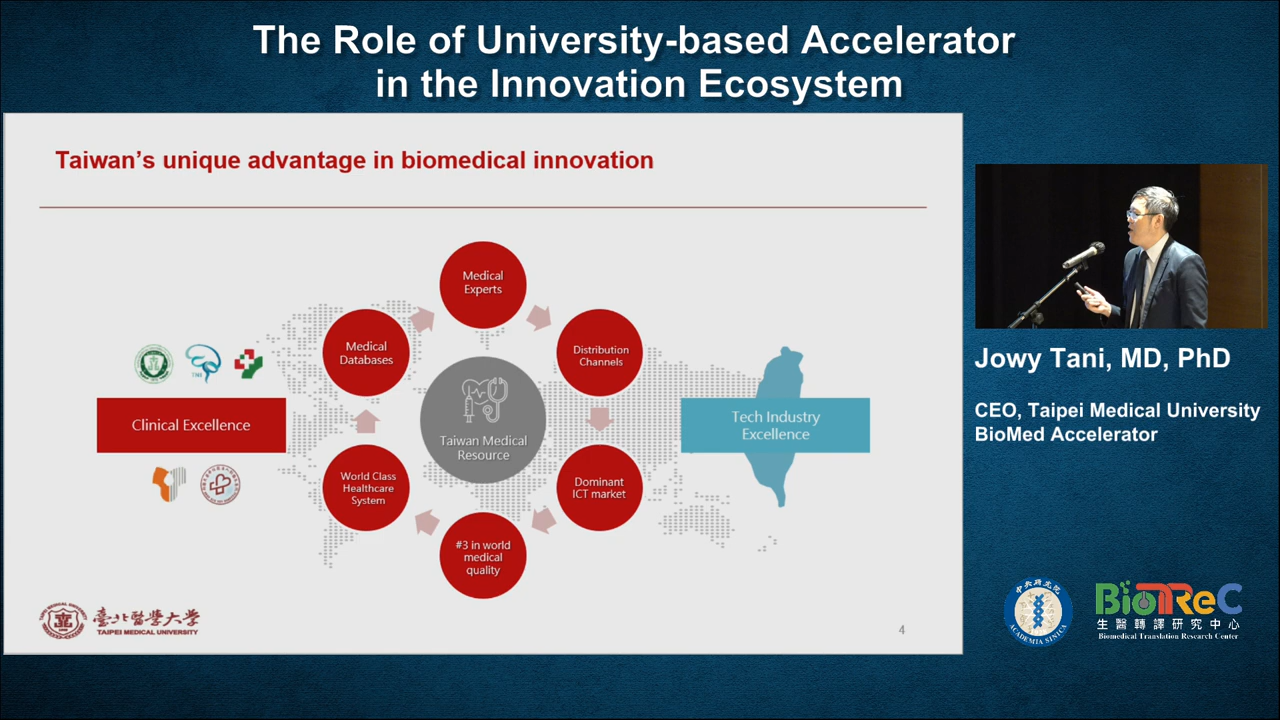 The Role of University-based Accelerator
in the Innovation Ecosystem
Taiwan's unique advantage in biomedical innovation
Medical
Experts
Medical
Databases
Distribution
Channels
Clinical Excellence
Taiwan Medical
Resource
Tech Industry
Excellence
World Class
Healthcare
System
Dominant
ICT market
#3 in world
medical
quality
臺北醫學大學
TAIPEI MEDICAL UNIVERSITY
4
Jowy Tani, MD, PhD
CEO, Taipei Medical University
BioMed Accelerator
中央研究院
ACADEMIA SINICA
BioTReC
生醫轉譯研究中心
Biomedical Translation Research Center